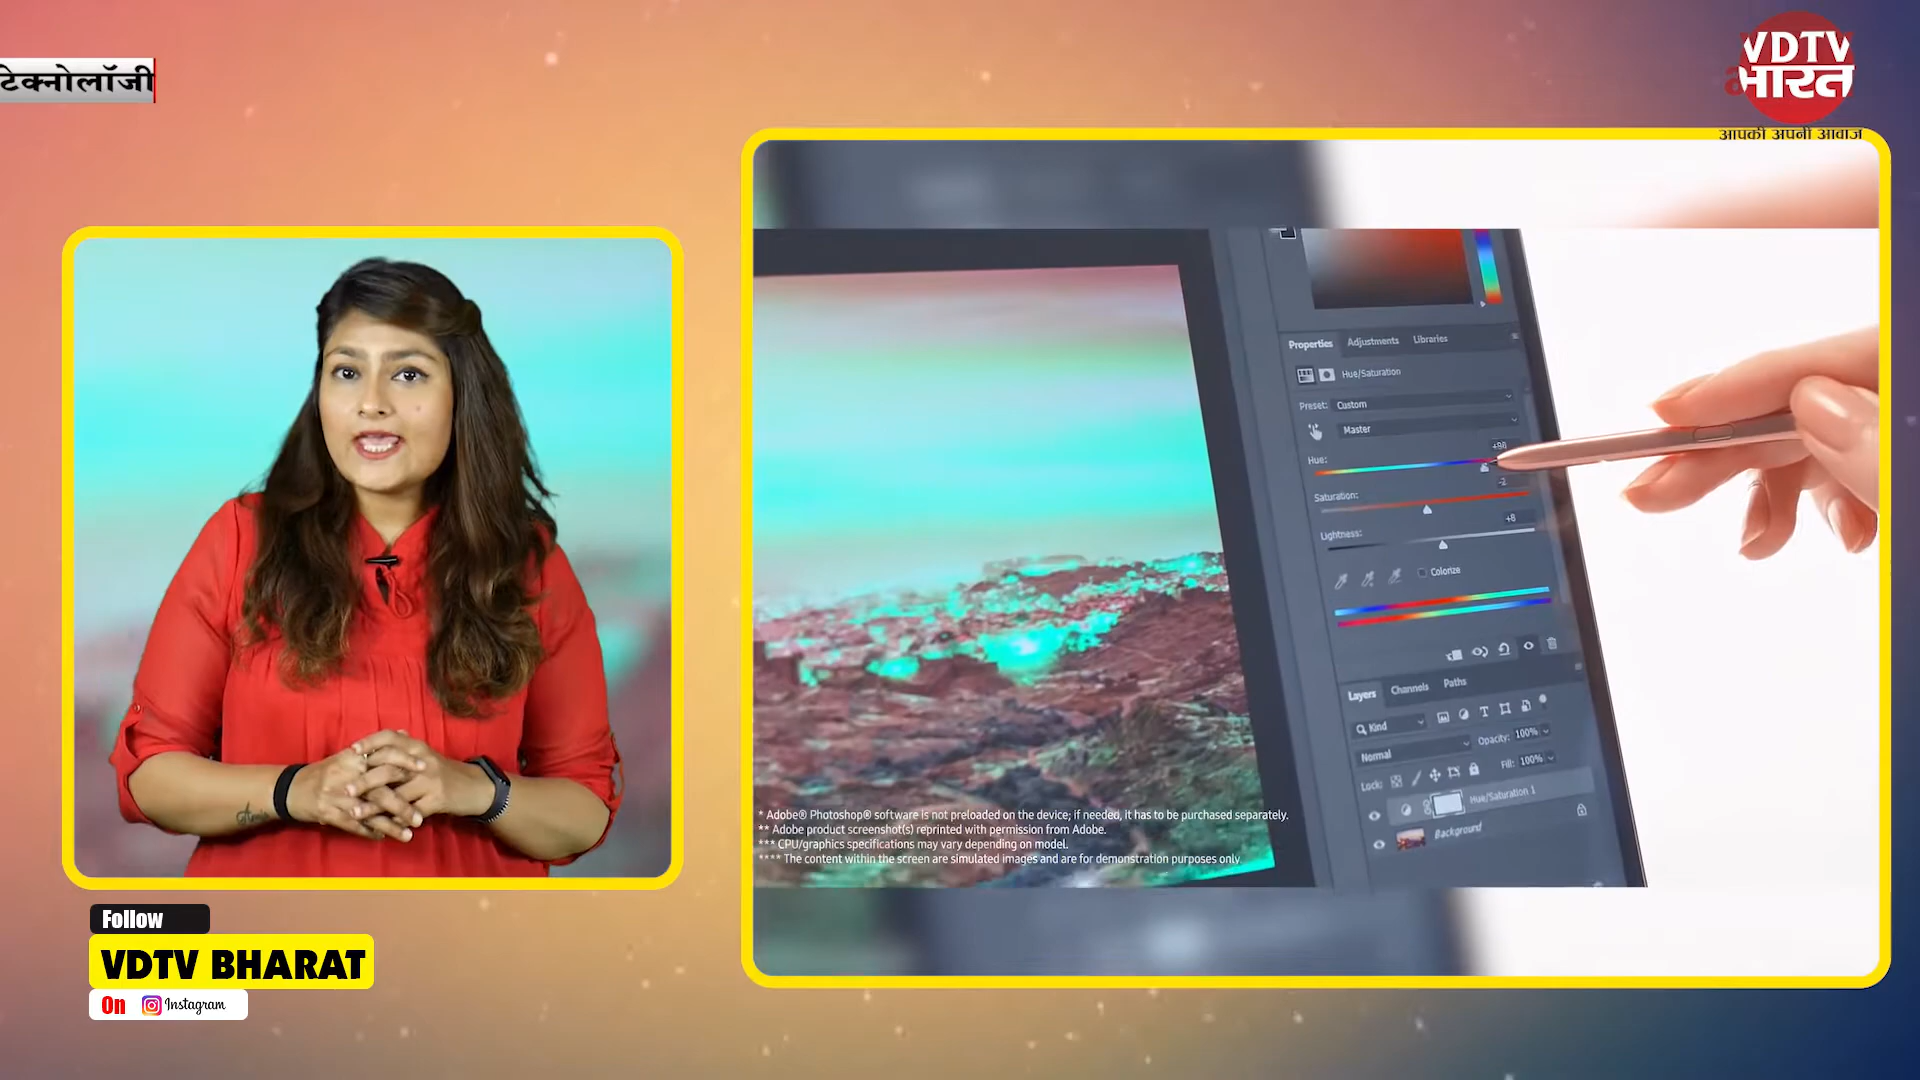 टेक्नोलॉजी
VDTV
भारत
आपकी अपनी आवाज
Properties Adjustments Libraries
Hue/Saturation
Preset: Custom
Master
Hue: +90
Saturation: -2
Lightness: +8
Colorize
Layers Channels Paths
Kind
Normal Opacity: 100%
Lock: Fill: 100%
Hue/Saturation 1
Background
* Adobe® Photoshop® software is not preloaded on the device; if needed, it has to be purchased separately.
** Adobe product screenshot(s) reprinted with permission from Adobe.
*** CPU/graphics specifications may vary depending on model.
**** The content within the screen are simulated images and are for demonstration purposes only
Follow
VDTV BHARAT
On Instagram